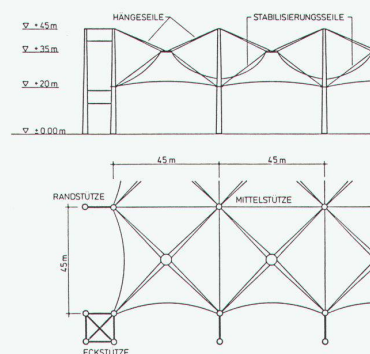 HÄNGESEILE
STABILISIERUNGSSEILE
▽ +45m
▽ +35m
▽ +20m
▽ ±0.00m
45m
45m
RANDSTÜTZE
MITTELSTÜTZE
45m
ECKSTÜTZE